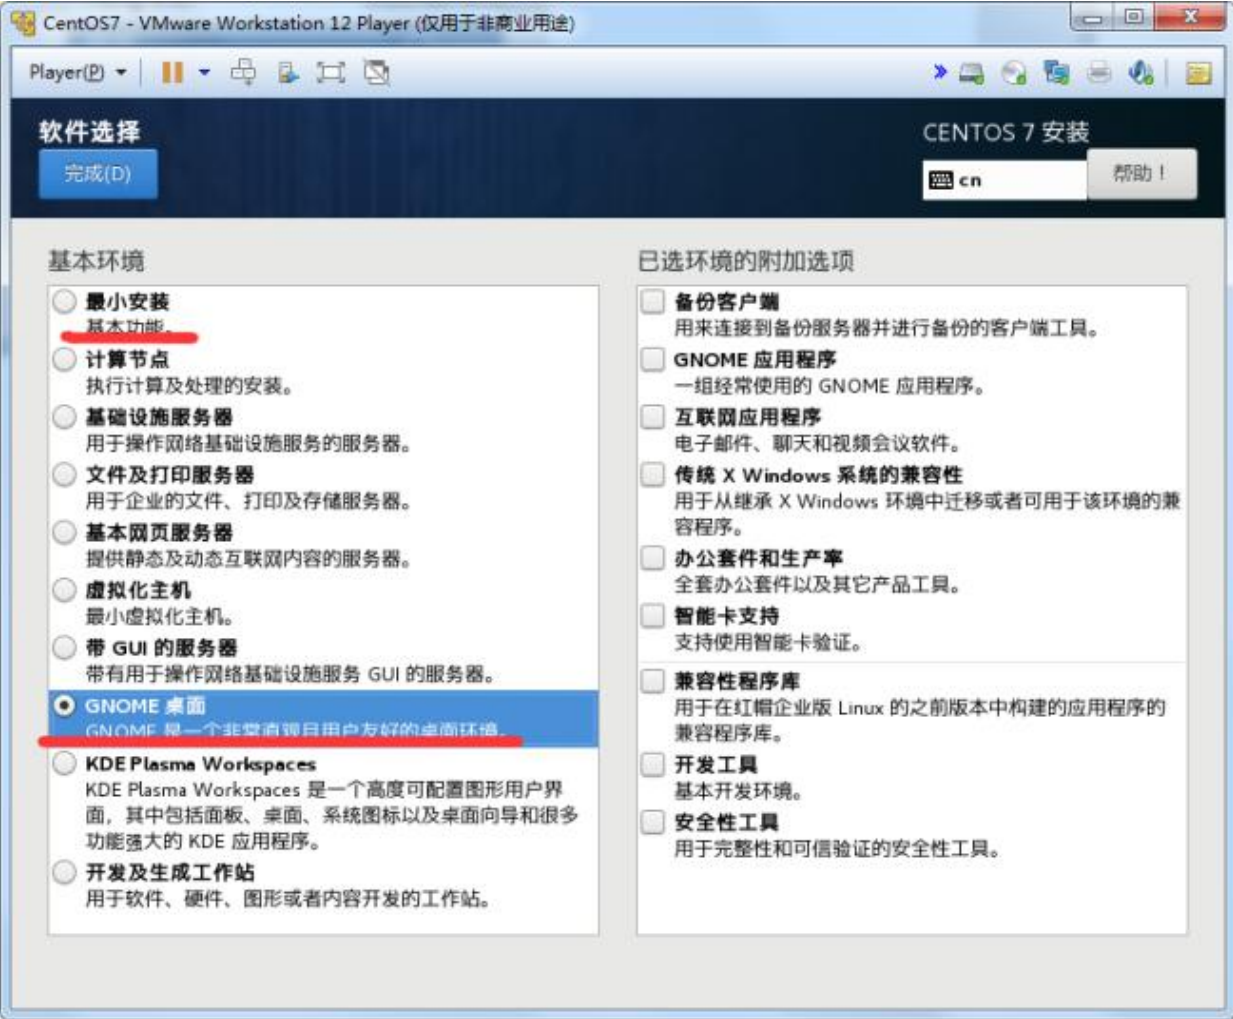 CentOS7 - VMware Workstation 12 Player (仅用于非商业用途)
Player(P)
软件选择
完成(D)
CENTOS 7 安装
cn
帮助！
基本环境
最小安装
基本功能。
计算节点
执行计算及处理的安装。
基础设施服务器
用于操作网络基础设施服务的服务器。
文件及打印服务器
用于企业的文件、打印及存储服务器。
基本网页服务器
提供静态及动态互联网内容的服务器。
虚拟化主机
最小虚拟化主机。
带 GUI 的服务器
带有用于操作网络基础设施服务 GUI 的服务器。
GNOME 桌面
GNOME 是一个非常直观且用户友好的桌面环境。
KDE Plasma Workspaces
KDE Plasma Workspaces 是一个高度可配置图形用户界
面，其中包括面板、桌面、系统图标以及桌面向导和很多
功能强大的 KDE 应用程序。
开发及生成工作站
用于软件、硬件、图形或者内容开发的工作站。
已选环境的附加选项
备份客户端
用来连接到备份服务器并进行备份的客户端工具。
GNOME 应用程序
一组经常使用的 GNOME 应用程序。
互联网应用程序
电子邮件、聊天和视频会议软件。
传统 X Windows 系统的兼容性
用于从继承 X Windows 环境中迁移或者可用于该环境的兼
容程序。
办公套件和生产率
全套办公套件以及其它产品工具。
智能卡支持
支持使用智能卡验证。
兼容性程序库
用于在红帽企业版 Linux 的之前版本中构建的应用程序的
兼容程序库。
开发工具
基本开发环境。
安全性工具
用于完整性和可信验证的安全性工具。